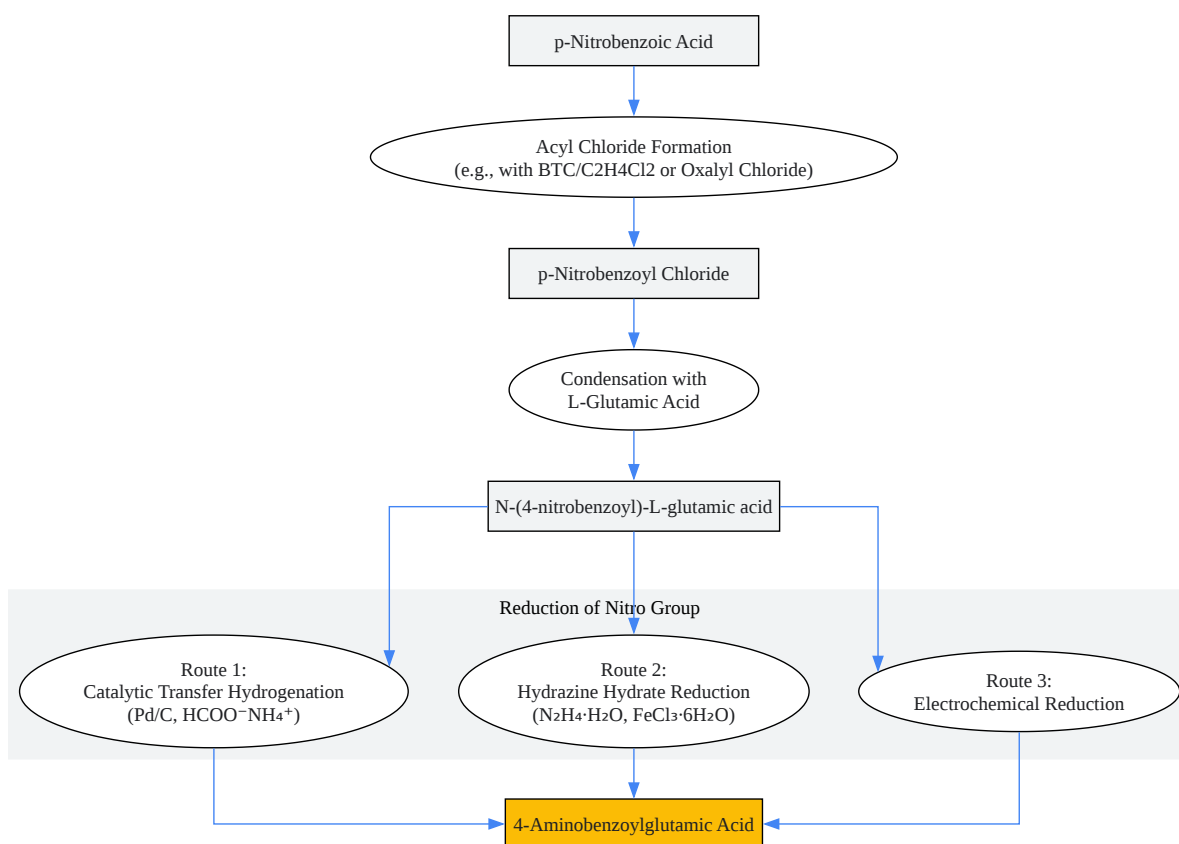 p-Nitrobenzoic Acid
Acyl Chloride Formation
(e.g., with BTC/C2H4Cl2 or Oxalyl Chloride)
p-Nitrobenzoyl Chloride
Condensation with
L-Glutamic Acid
N-(4-nitrobenzoyl)-L-glutamic acid
Reduction of Nitro Group
Route 1:
Catalytic Transfer Hydrogenation
(Pd/C, HCOO⁻NH₄⁺)
Route 2:
Hydrazine Hydrate Reduction
(N₂H₄·H₂O, FeCl₃·6H₂O)
Route 3:
Electrochemical Reduction
4-Aminobenzoylglutamic Acid